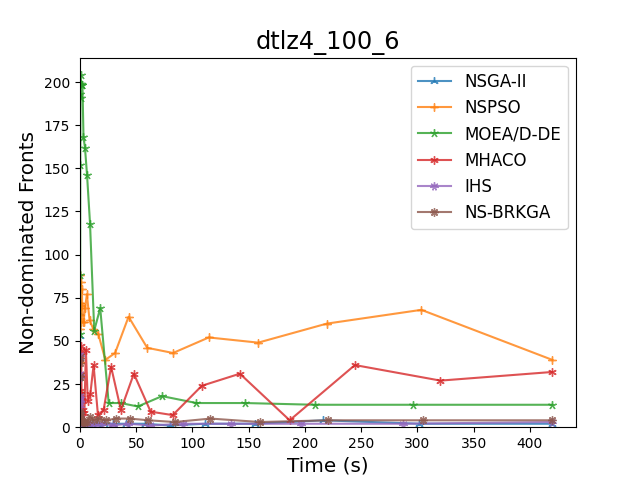 dtlz4_100_6
Non-dominated Fronts
200
175
150
125
100
75
50
25
0
NSGA-II
NSPSO
MOEA/D-DE
MHACO
IHS
NS-BRKGA
0 50 100 150 200 250 300 350 400
Time (s)